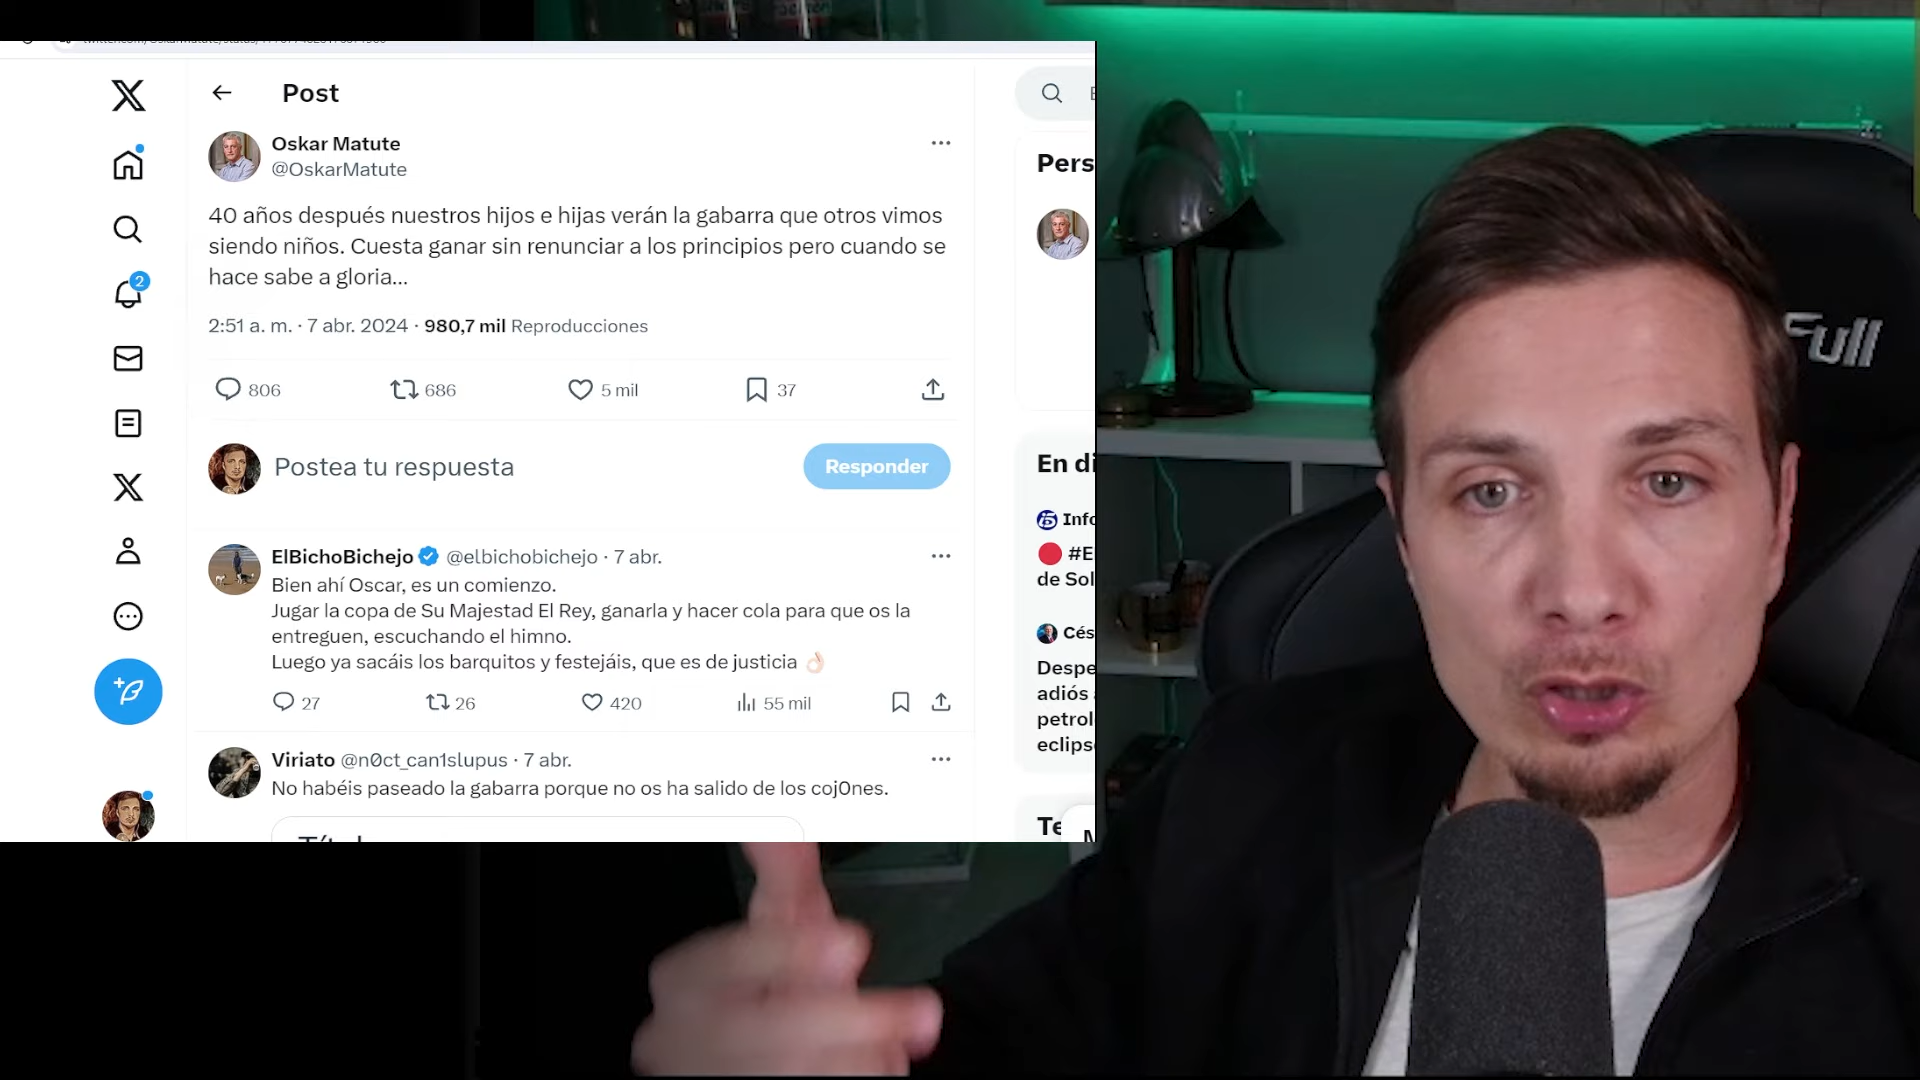 Post
Oskar Matute
@OskarMatute
40 años después nuestros hijos e hijas verán la gabarra que otros vimos
siendo niños. Cuesta ganar sin renunciar a los principios pero cuando se
hace sabe a gloria...
2:51 a. m. · 7 abr. 2024 · 980,7 mil Reproducciones
806 686 5 mil 37
Postea tu respuesta
Responder
ElBichoBichejo @elbichobichejo · 7 abr.
Bien ahí Oscar, es un comienzo.
Jugar la copa de Su Majestad El Rey, ganarla y hacer cola para que os la
entreguen, escuchando el himno.
Luego ya sacáis los barquitos y festejáis, que es de justicia 👌🏻
27 26 420 55 mil
Viriato @n0ct_can1slupus · 7 abr.
No habéis paseado la gabarra porque no os ha salido de los coj0nes.
2
Pers
En di
Info
#E
de Sol
Cés
Despe
adiós
petrol
eclips
Te
Full